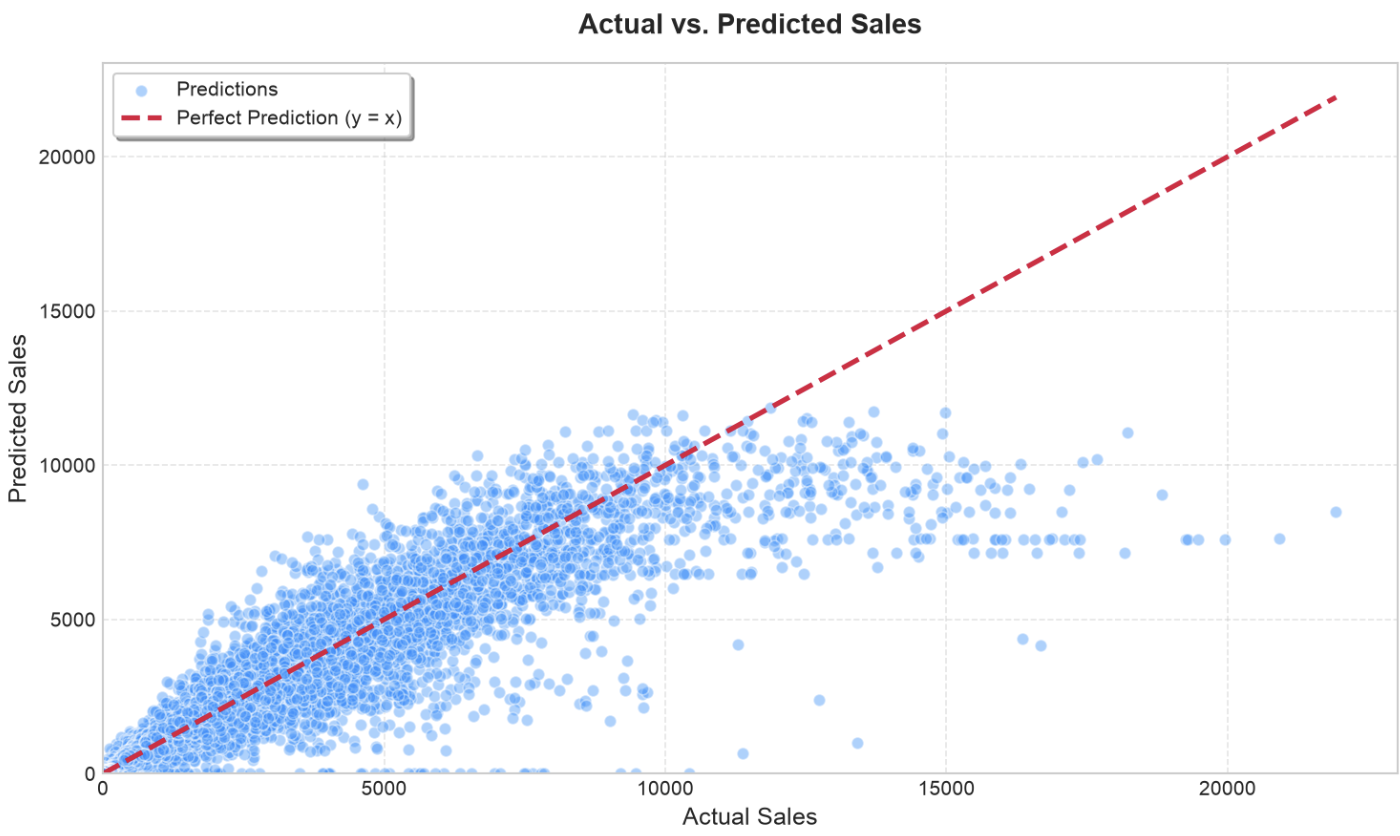 Actual vs. Predicted Sales
Predictions
Perfect Prediction (y = x)
20000
15000
10000
5000
0
Predicted Sales
0 5000 10000 15000 20000
Actual Sales